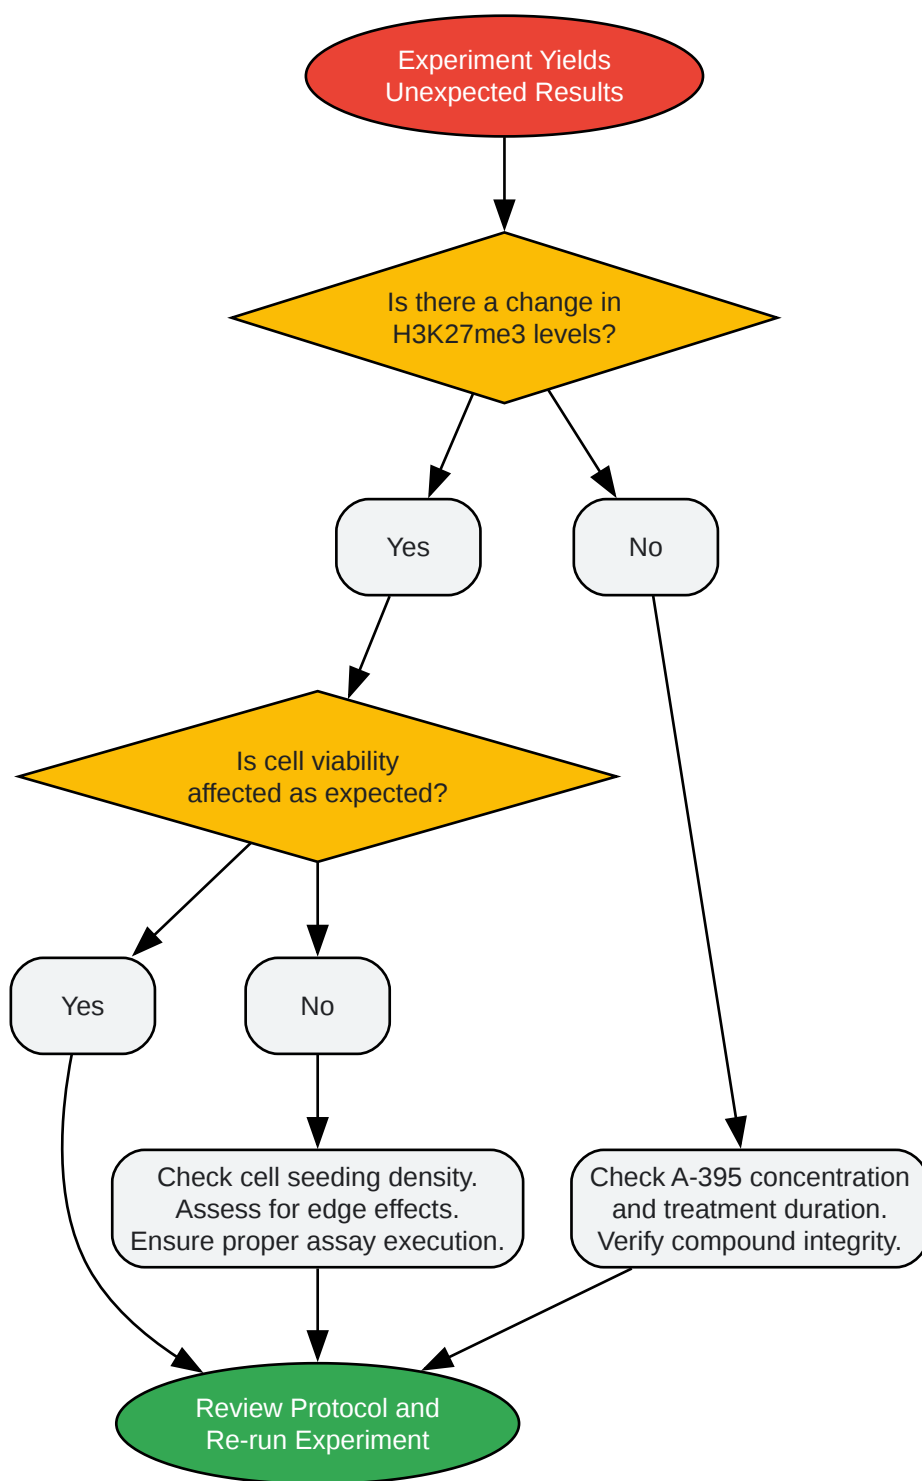 Experiment Yields
Unexpected Results
Is there a change in
H3K27me3 levels?
Yes
No
Is cell viability
affected as expected?
Yes
No
Check cell seeding density.
Assess for edge effects.
Ensure proper assay execution.
Check A-395 concentration
and treatment duration.
Verify compound integrity.
Review Protocol and
Re-run Experiment